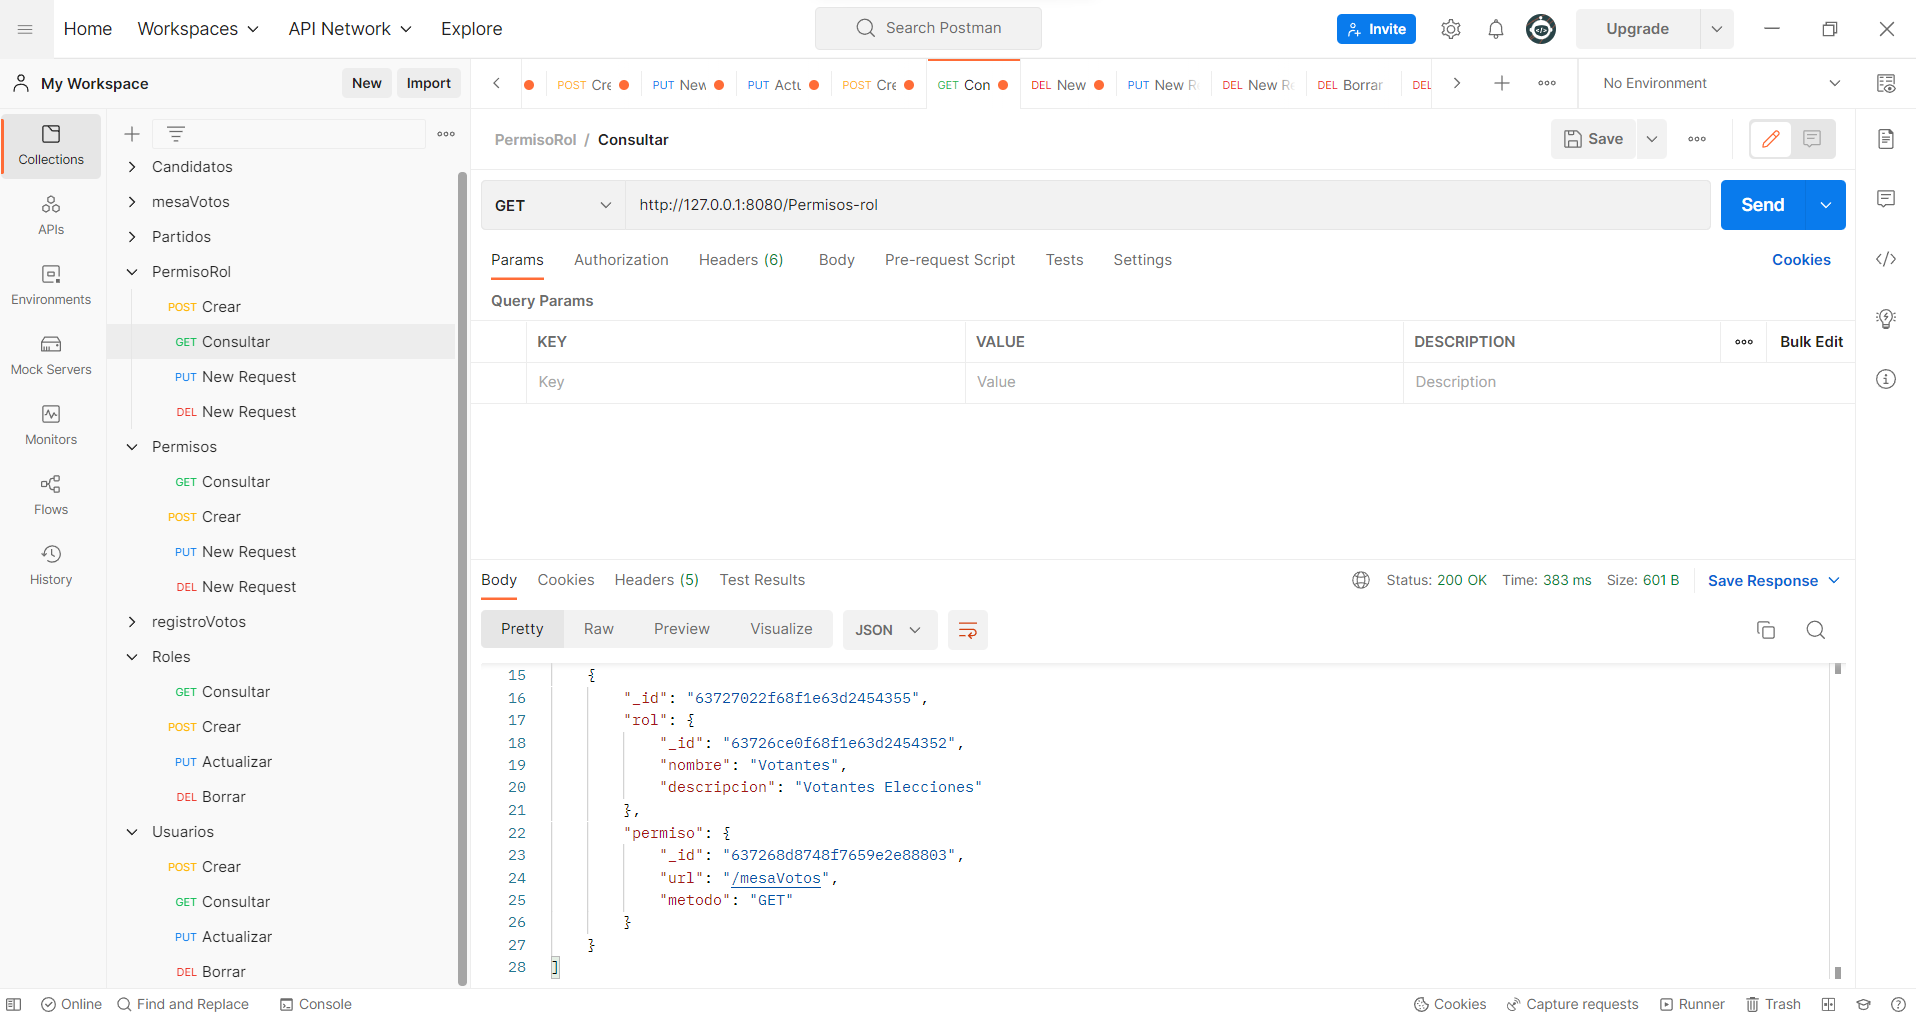 Home Workspaces API Network Explore Search Postman Invite Upgrade
My Workspace New Import POST Cre PUT New PUT Actu POST Cre GET Con DEL New PUT New R DEL New Re DEL Borrar DEL No Environment
Collections
APIs
Environments
Mock Servers
Monitors
Flows
History
Candidatos
mesaVotos
Partidos
PermisoRol
POST Crear
GET Consultar
PUT New Request
DEL New Request
Permisos
GET Consultar
POST Crear
PUT New Request
DEL New Request
registroVotos
Roles
GET Consultar
POST Crear
PUT Actualizar
DEL Borrar
Usuarios
POST Crear
GET Consultar
PUT Actualizar
DEL Borrar
PermisoRol / Consultar Save
GET http://127.0.0.1:8080/Permisos-rol Send
Params Authorization Headers (6) Body Pre-request Script Tests Settings Cookies
Query Params
KEY VALUE DESCRIPTION Bulk Edit
Key Value Description
Body Cookies Headers (5) Test Results Status: 200 OK Time: 383 ms Size: 601 B Save Response
Pretty Raw Preview Visualize JSON
15 {
16 "_id": "63727022f68f1e63d2454355",
17 "rol": {
18 "_id": "63726ce0f68f1e63d2454352",
19 "nombre": "Votantes",
20 "descripcion": "Votantes Elecciones"
21 },
22 "permiso": {
23 "_id": "637268d8748f7659e2e88803",
24 "url": "/mesaVotos",
25 "metodo": "GET"
26 }
27 }
28 ]
Online Find and Replace Console Cookies Capture requests Runner Trash